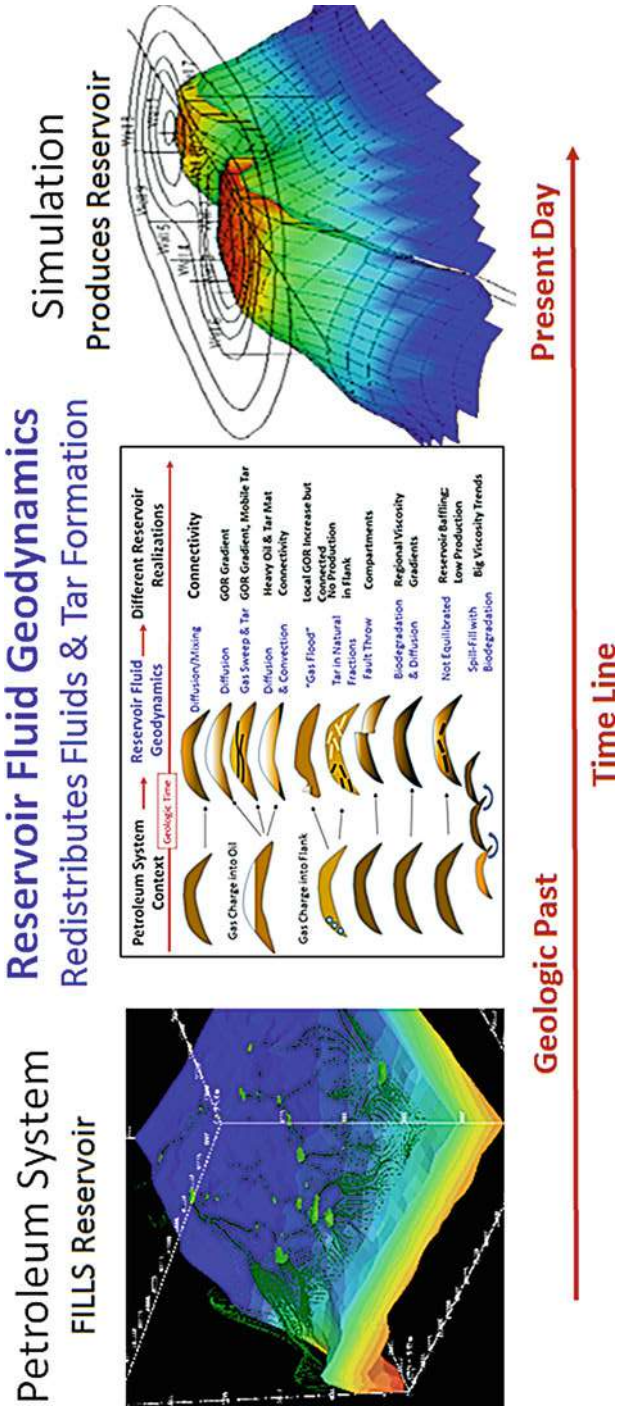 Petroleum System
FILLS Reservoir
Reservoir Fluid Geodynamics
Redistributes Fluids & Tar Formation
Simulation
Produces Reservoir
Petroleum System
Context
Reservoir Fluid
Geodynamics
Different Reservoir
Realizations
Geologic Time
Diffusion/Mixing
Connectivity
Gas Charge into Oil
Diffusion
GOR Gradient
Gas Sweep & Tar
GOR Gradient, Mobile Tar
Diffusion
& Convection
Heavy Oil & Tar Mat
Connectivity
Gas Charge into Flank
"Gas Flood"
Local GOR Increase but
Connected
Tar in Natural
Fractions
No Production
in Flank
Fault Throw
Compartments
Biodegradation
& Diffusion
Regional Viscosity
Gradients
Not Equilibrated
Reservoir Baffling;
Low Production
Spill-Fill with
Biodegradation
Big Viscosity Trends
Well 5
Geologic Past
Present Day
Time Line